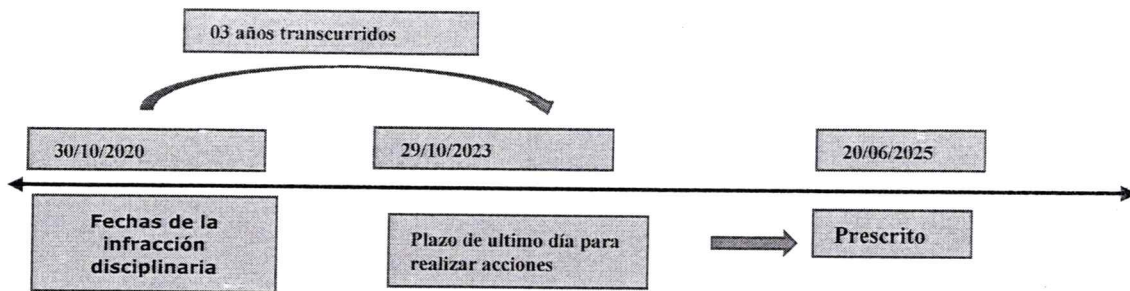 03 años transcurridos
30/10/2020
29/10/2023
20/06/2025
Fechas de la
infracción
disciplinaria
Plazo de ultimo día para
realizar acciones
Prescrito